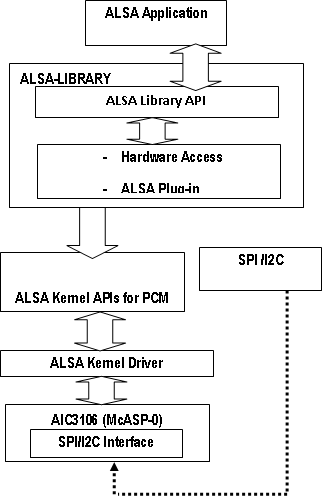 ALSA Application
ALSA-LIBRARY
ALSA Library API
- Hardware Access
- ALSA Plug-in
SPI /I2C
ALSA Kernel APIs for PCM
ALSA Kernel Driver
AIC3106 (McASP-0)
SPI/I2C Interface